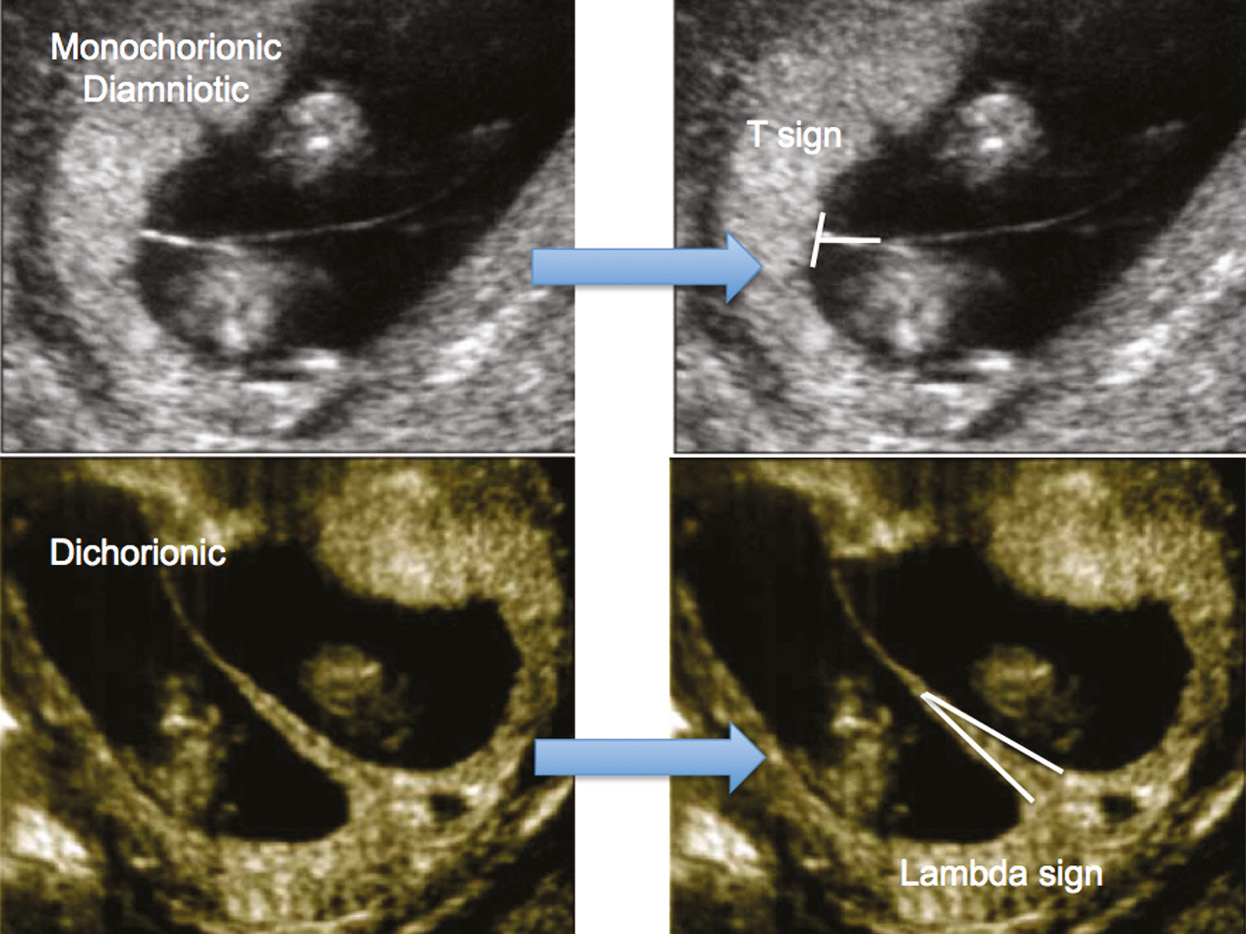 Monochorionic
Diamniotic
T sign
Dichorionic
Lambda sign